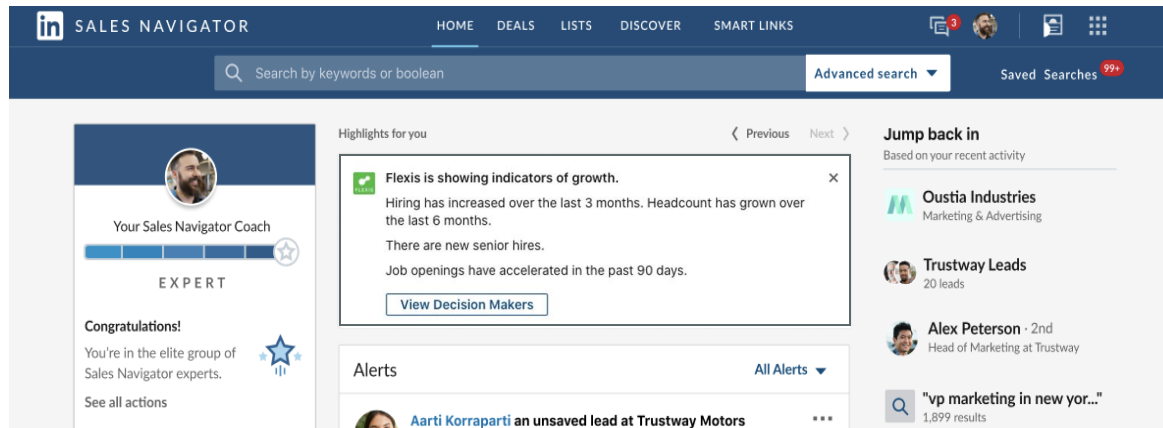 in SALES NAVIGATOR
HOME DEALS LISTS DISCOVER SMART LINKS
3
Search by keywords or boolean
Advanced search
Saved Searches 99+
Your Sales Navigator Coach
EXPERT
Congratulations!
You're in the elite group of
Sales Navigator experts.
See all actions
Highlights for you
Previous Next
FLEXIS
Flexis is showing indicators of growth.
Hiring has increased over the last 3 months. Headcount has grown over
the last 6 months.
There are new senior hires.
Job openings have accelerated in the past 90 days.
View Decision Makers
Alerts
All Alerts
Aarti Korraparti an unsaved lead at Trustway Motors
Jump back in
Based on your recent activity
Oustia Industries
Marketing & Advertising
Trustway Leads
20 leads
Alex Peterson · 2nd
Head of Marketing at Trustway
"vp marketing in new yor..."
1,899 results